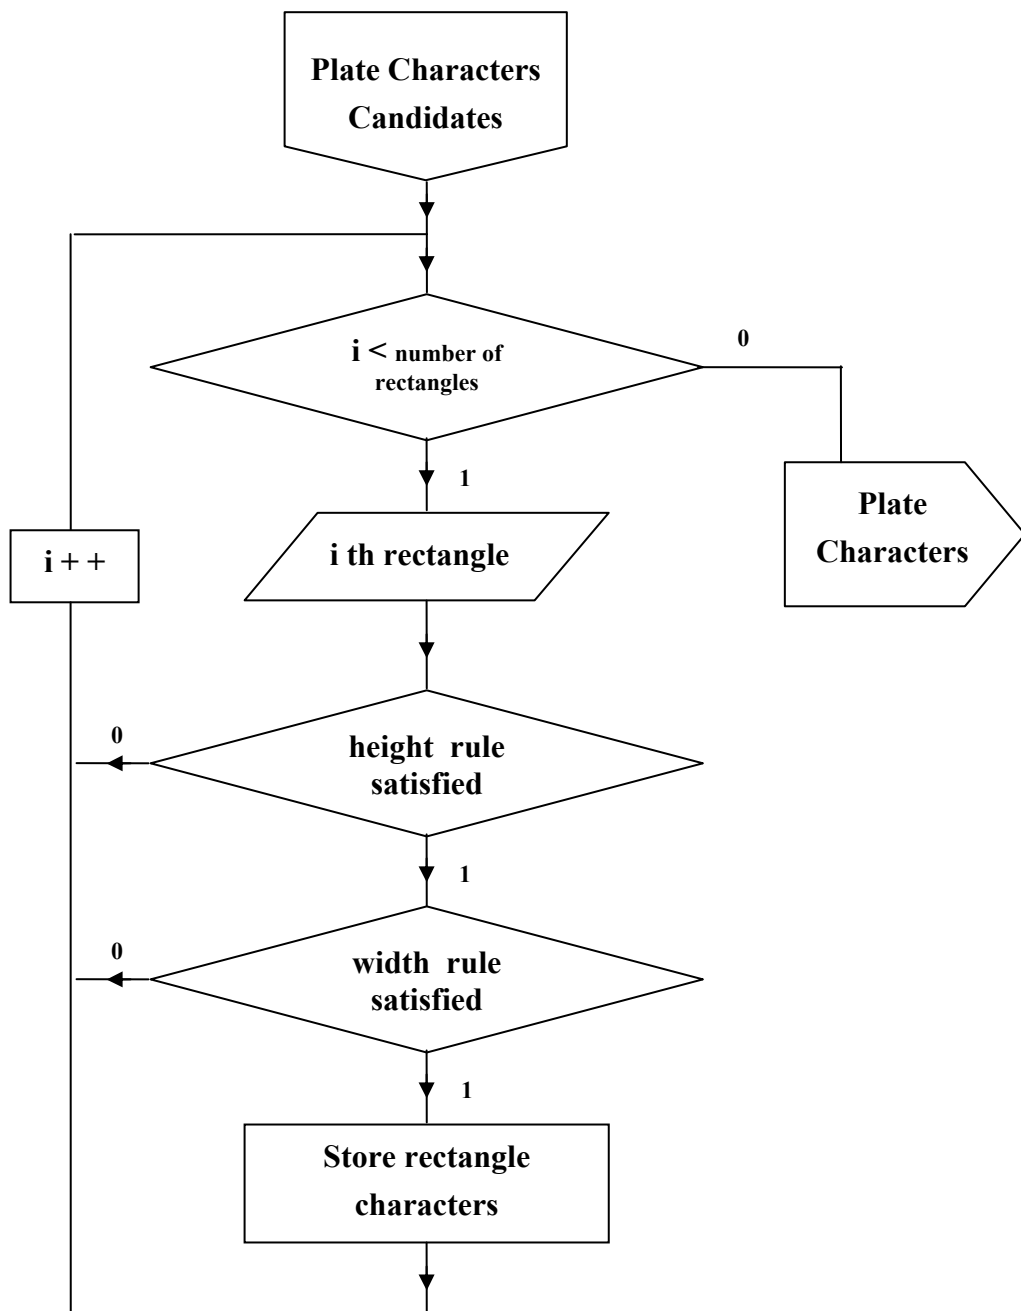 Plate Characters
Candidates
i < number of
rectangles
0
1
Plate
Characters
i + +
i th rectangle
0
height rule
satisfied
1
0
width rule
satisfied
1
Store rectangle
characters